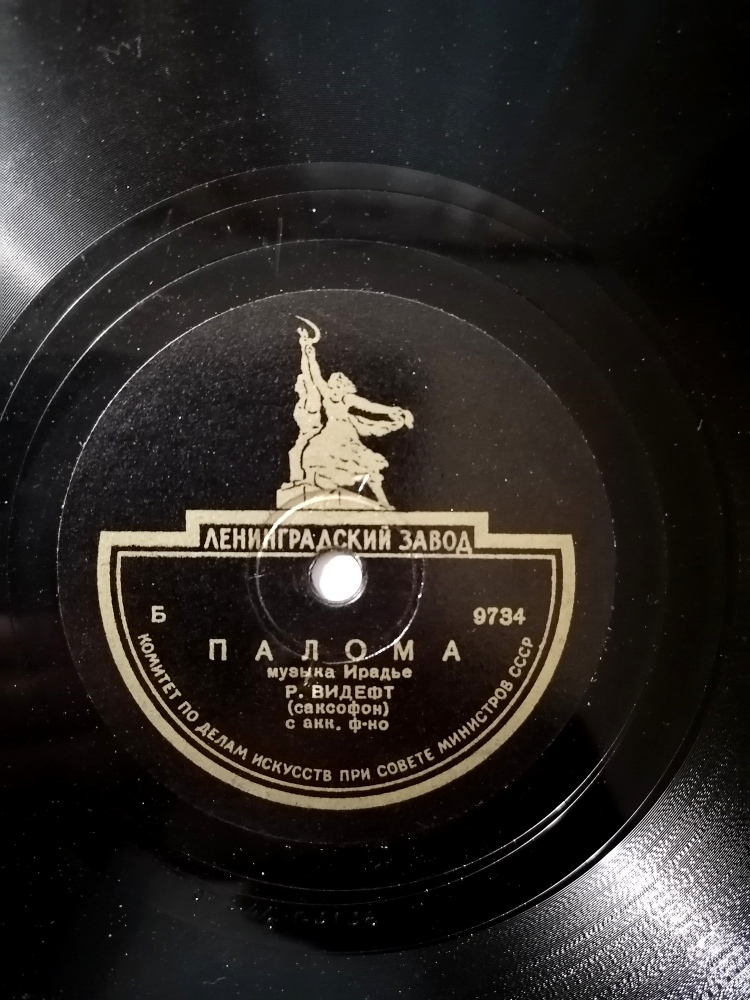 ЛЕНИНГРАДСКИЙ ЗАВОД
Б 9734
ПАЛОМА
музыка Ирадье
Р. ВИДЕФТ
(саксофон)
с акк. ф-но
КОМИТЕТ ПО ДЕЛАМ ИСКУССТВ ПРИ СОВЕТЕ МИНИСТРОВ СССР